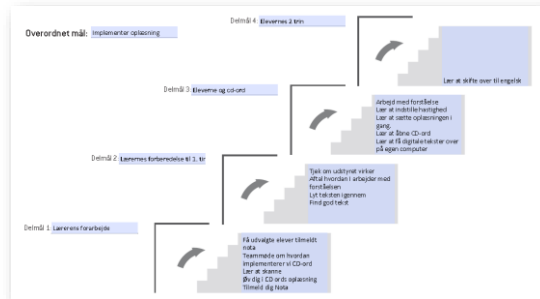 Delmål 4: Elevernes 2 trin
Overordnet mål: Implementer oplæsning
Lær at skifte over til engelsk
Delmål 3: Eleverne og cd-ord
Arbejd med forståelse
Lær at indstille hastighed
Lær at sætte oplæsningen i
gang.
Lær at åbne CD-ord
Lær at få digitale tekster over
på egen computer
Delmål 2: Lærernes forberedelse til 1. tir
Tjek om udstyret virker
Aftal hvordan I arbejder med
forståelsen
Lyt teksten igennem
Find god tekst
Delmål 1: Lærerens forarbejde
Få udvalgte elever tilmeldt
nota
Teammøde om hvordan
implementerer vi CD-ord
Lær at skanne
Øv dig i CD ords oplæsning
Tilmeld dig Nota